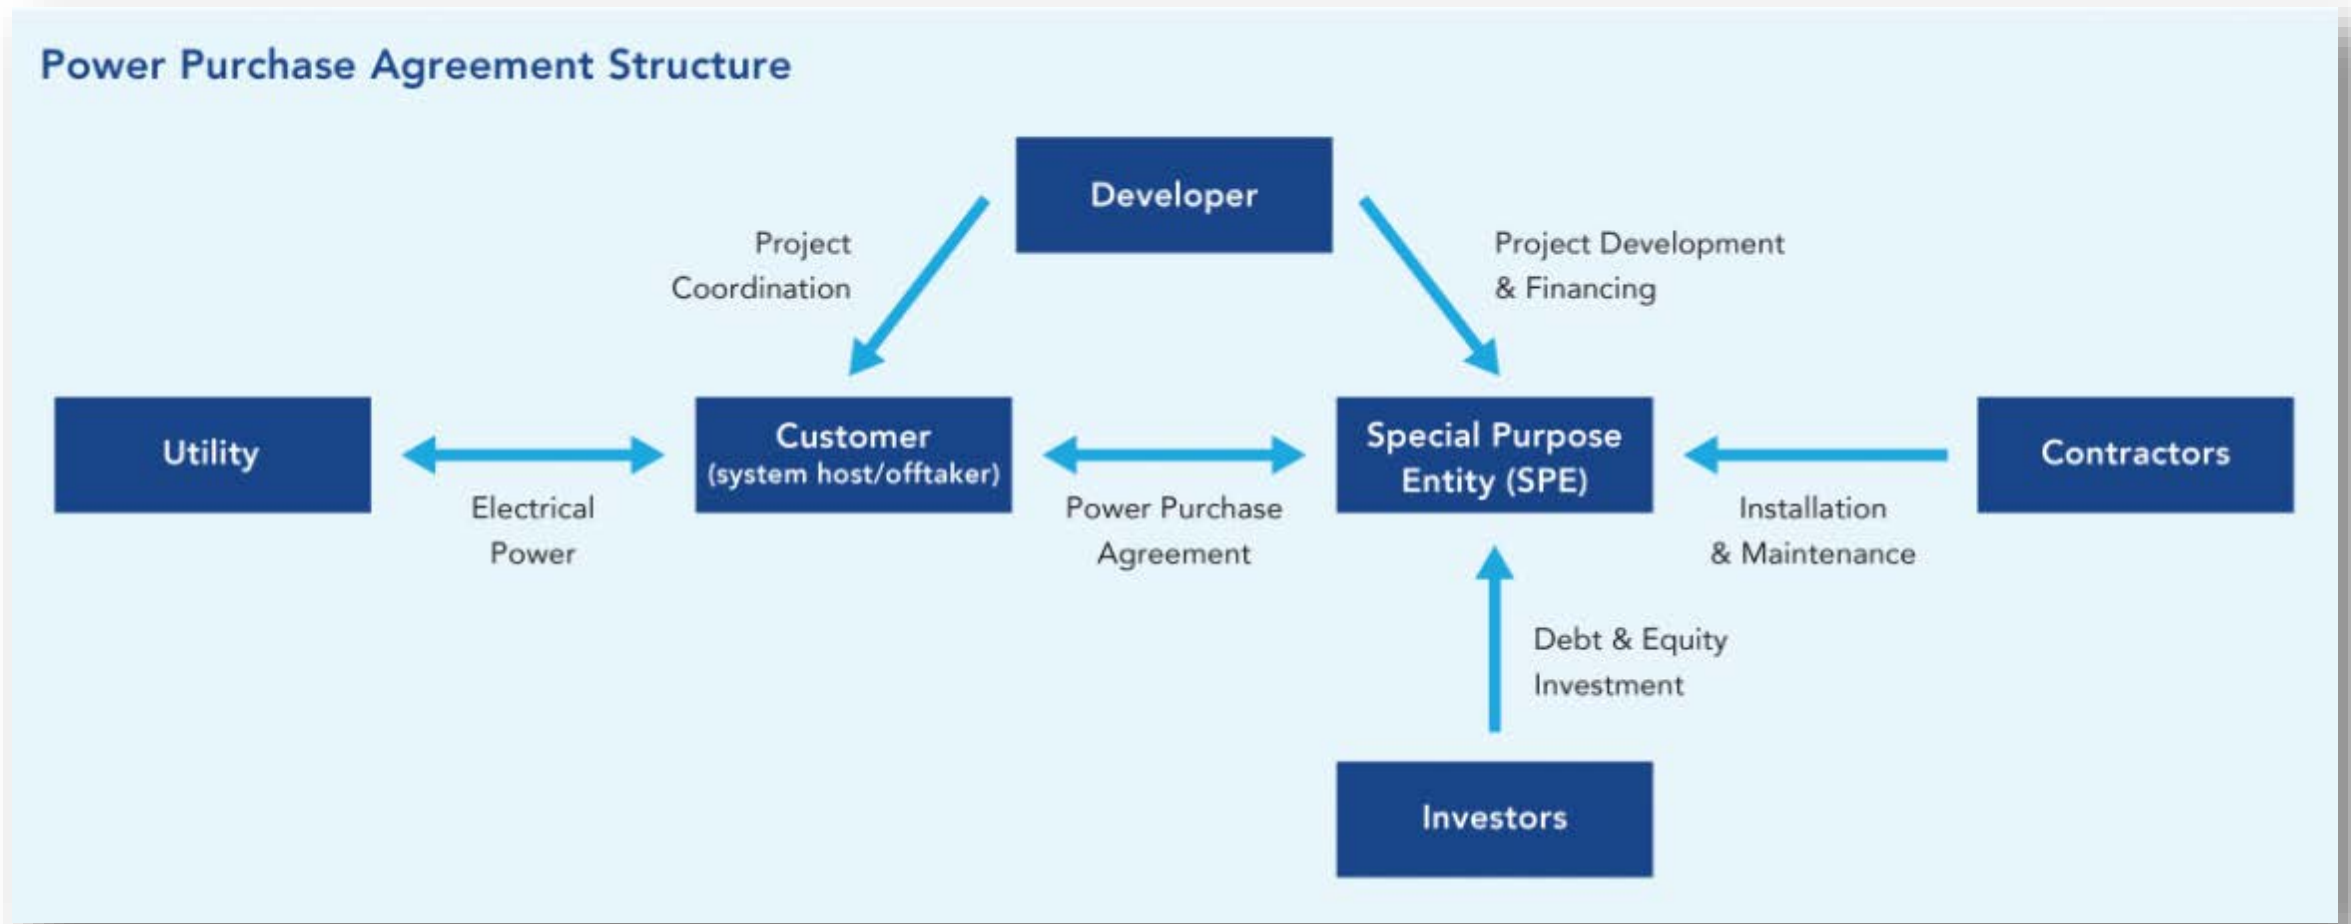 Power Purchase Agreement Structure
Developer
Project
Coordination
Project Development
& Financing
Utility
Electrical
Power
Customer
(system host/offtaker)
Power Purchase
Agreement
Special Purpose
Entity (SPE)
Installation
& Maintenance
Contractors
Debt & Equity
Investment
Investors